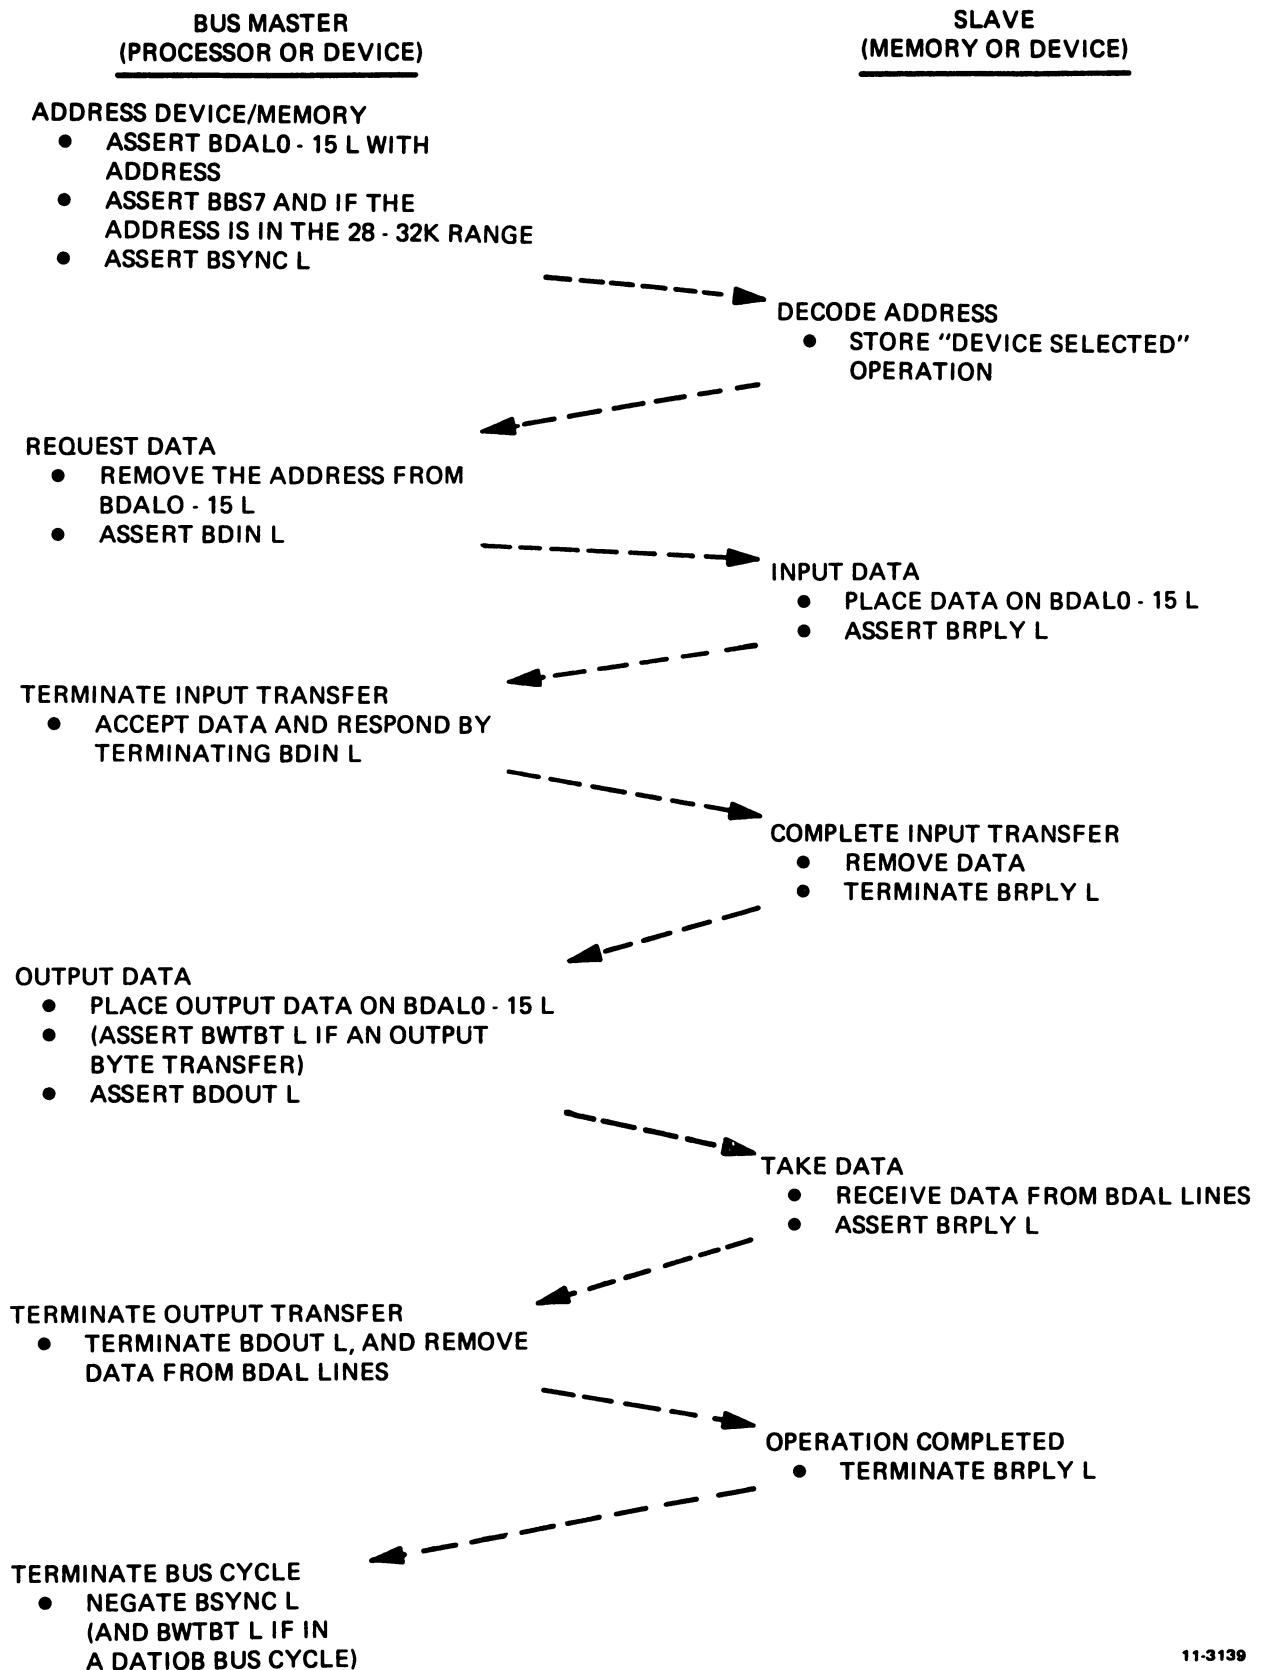 BUS MASTER
(PROCESSOR OR DEVICE)
SLAVE
(MEMORY OR DEVICE)
ADDRESS DEVICE/MEMORY
● ASSERT BDAL0 - 15 L WITH
ADDRESS
● ASSERT BBS7 AND IF THE
ADDRESS IS IN THE 28 - 32K RANGE
● ASSERT BSYNC L
DECODE ADDRESS
● STORE "DEVICE SELECTED"
OPERATION
REQUEST DATA
● REMOVE THE ADDRESS FROM
BDAL0 - 15 L
● ASSERT BDIN L
INPUT DATA
● PLACE DATA ON BDAL0 - 15 L
● ASSERT BRPLY L
TERMINATE INPUT TRANSFER
● ACCEPT DATA AND RESPOND BY
TERMINATING BDIN L
COMPLETE INPUT TRANSFER
● REMOVE DATA
● TERMINATE BRPLY L
OUTPUT DATA
● PLACE OUTPUT DATA ON BDAL0 - 15 L
● (ASSERT BWTBT L IF AN OUTPUT
BYTE TRANSFER)
● ASSERT BDOUT L
TAKE DATA
● RECEIVE DATA FROM BDAL LINES
● ASSERT BRPLY L
TERMINATE OUTPUT TRANSFER
● TERMINATE BDOUT L, AND REMOVE
DATA FROM BDAL LINES
OPERATION COMPLETED
● TERMINATE BRPLY L
TERMINATE BUS CYCLE
● NEGATE BSYNC L
(AND BWTBT L IF IN
A DATIOB BUS CYCLE)
11-3139